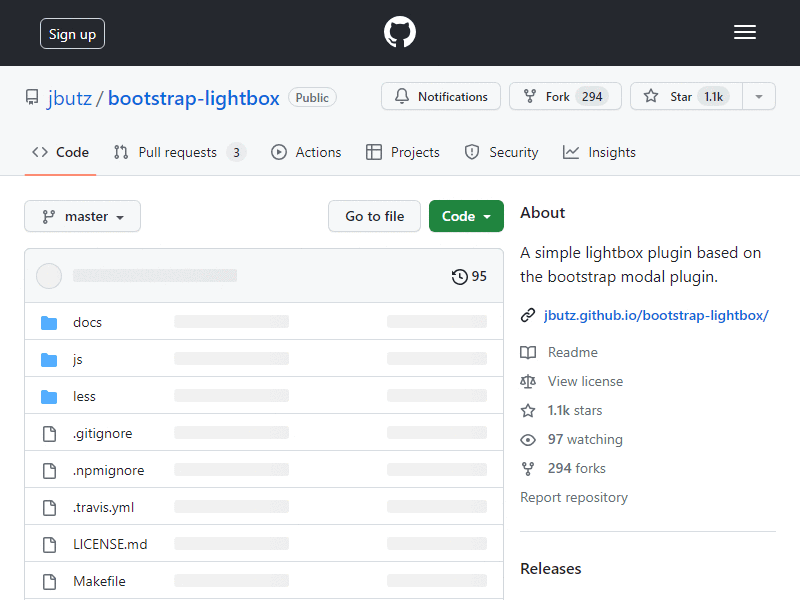 Sign up
jbutz / bootstrap-lightbox Public
Notifications
Fork 294
Star 1.1k
Code
Pull requests 3
Actions
Projects
Security
Insights
master
Go to file
Code
95
docs
js
less
.gitignore
.npmignore
.travis.yml
LICENSE.md
Makefile
About
A simple lightbox plugin based on
the bootstrap modal plugin.
jbutz.github.io/bootstrap-lightbox/
Readme
View license
1.1k stars
97 watching
294 forks
Report repository
Releases